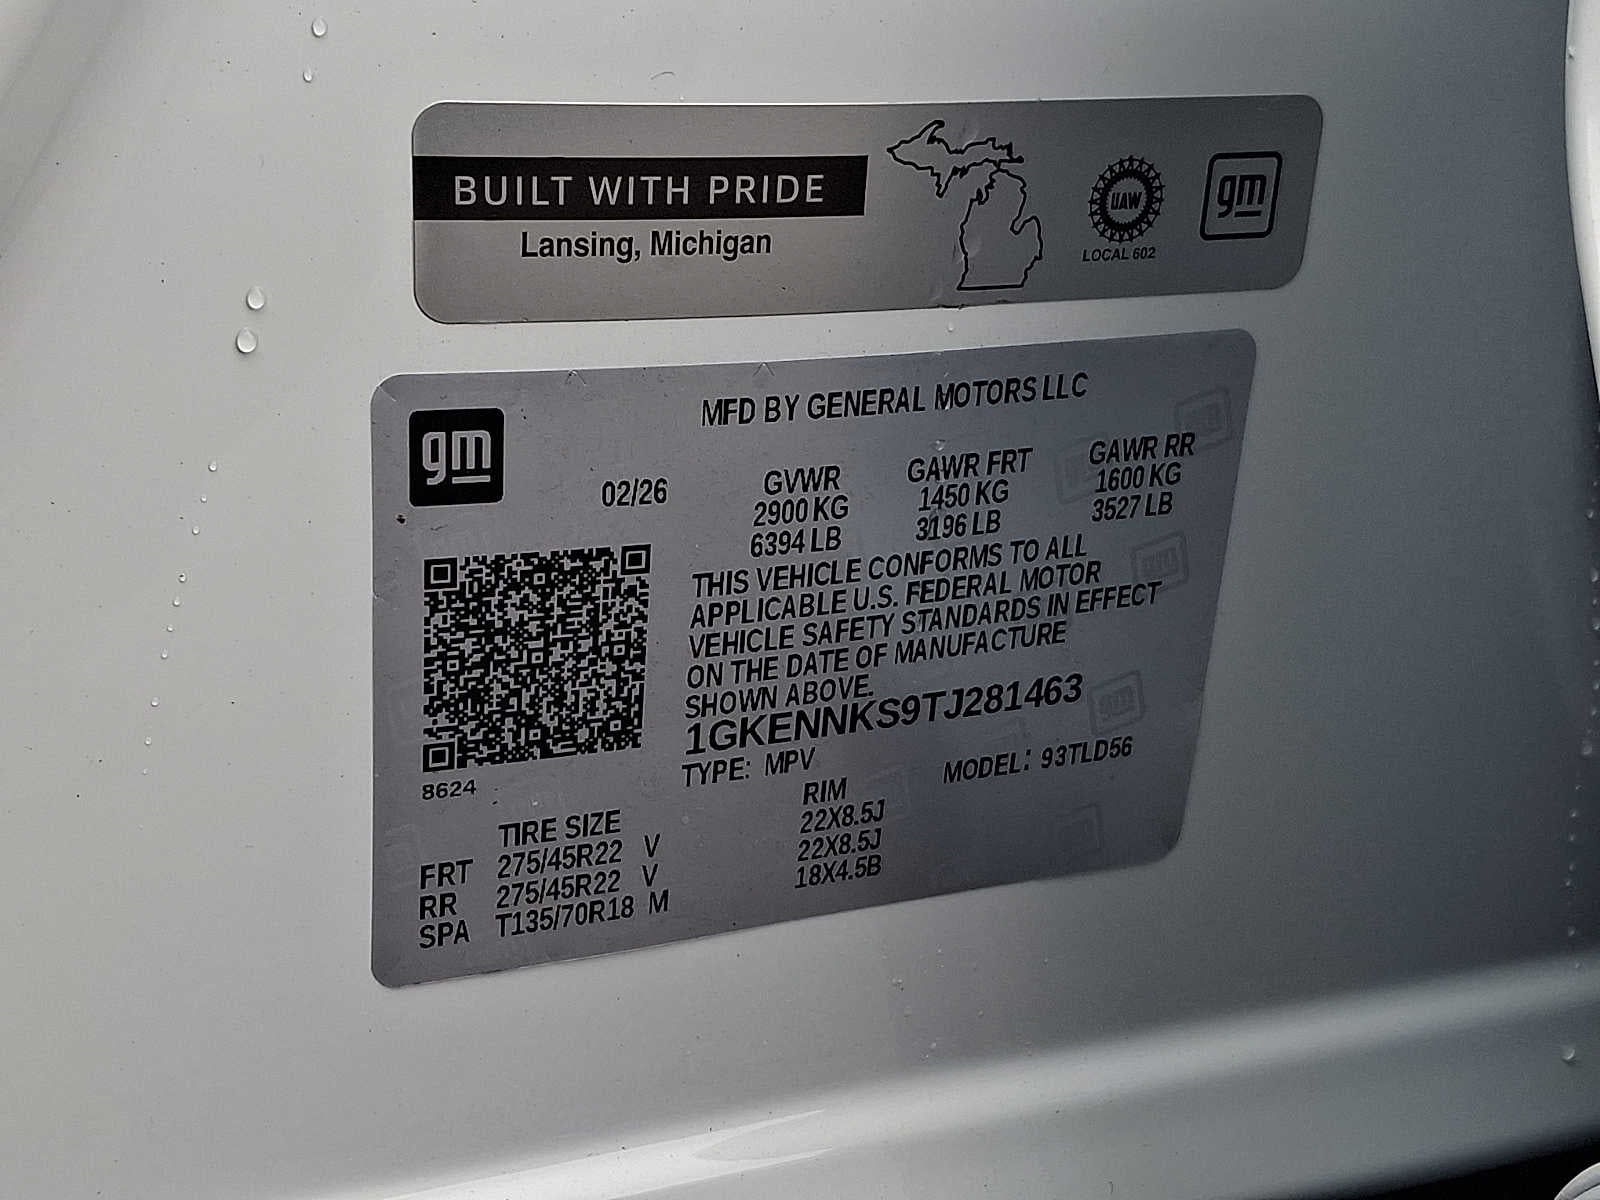 BUILT WITH PRIDE
Lansing, Michigan
UAW
LOCAL 602
gm
gm
MFD BY GENERAL MOTORS LLC
02/26
GVWR
2900 KG
6394 LB
GAWR FRT
1450 KG
3196 LB
GAWR RR
1600 KG
3527 LB
THIS VEHICLE CONFORMS TO ALL
APPLICABLE U.S. FEDERAL MOTOR
VEHICLE SAFETY STANDARDS IN EFFECT
ON THE DATE OF MANUFACTURE
SHOWN ABOVE.
1GKENNKS9TJ281463
TYPE: MPV
MODEL: 93TLD56
8624
TIRE SIZE RIM
FRT 275/45R22 V 22X8.5J
RR 275/45R22 V 22X8.5J
SPA T135/70R18 M 18X4.5B